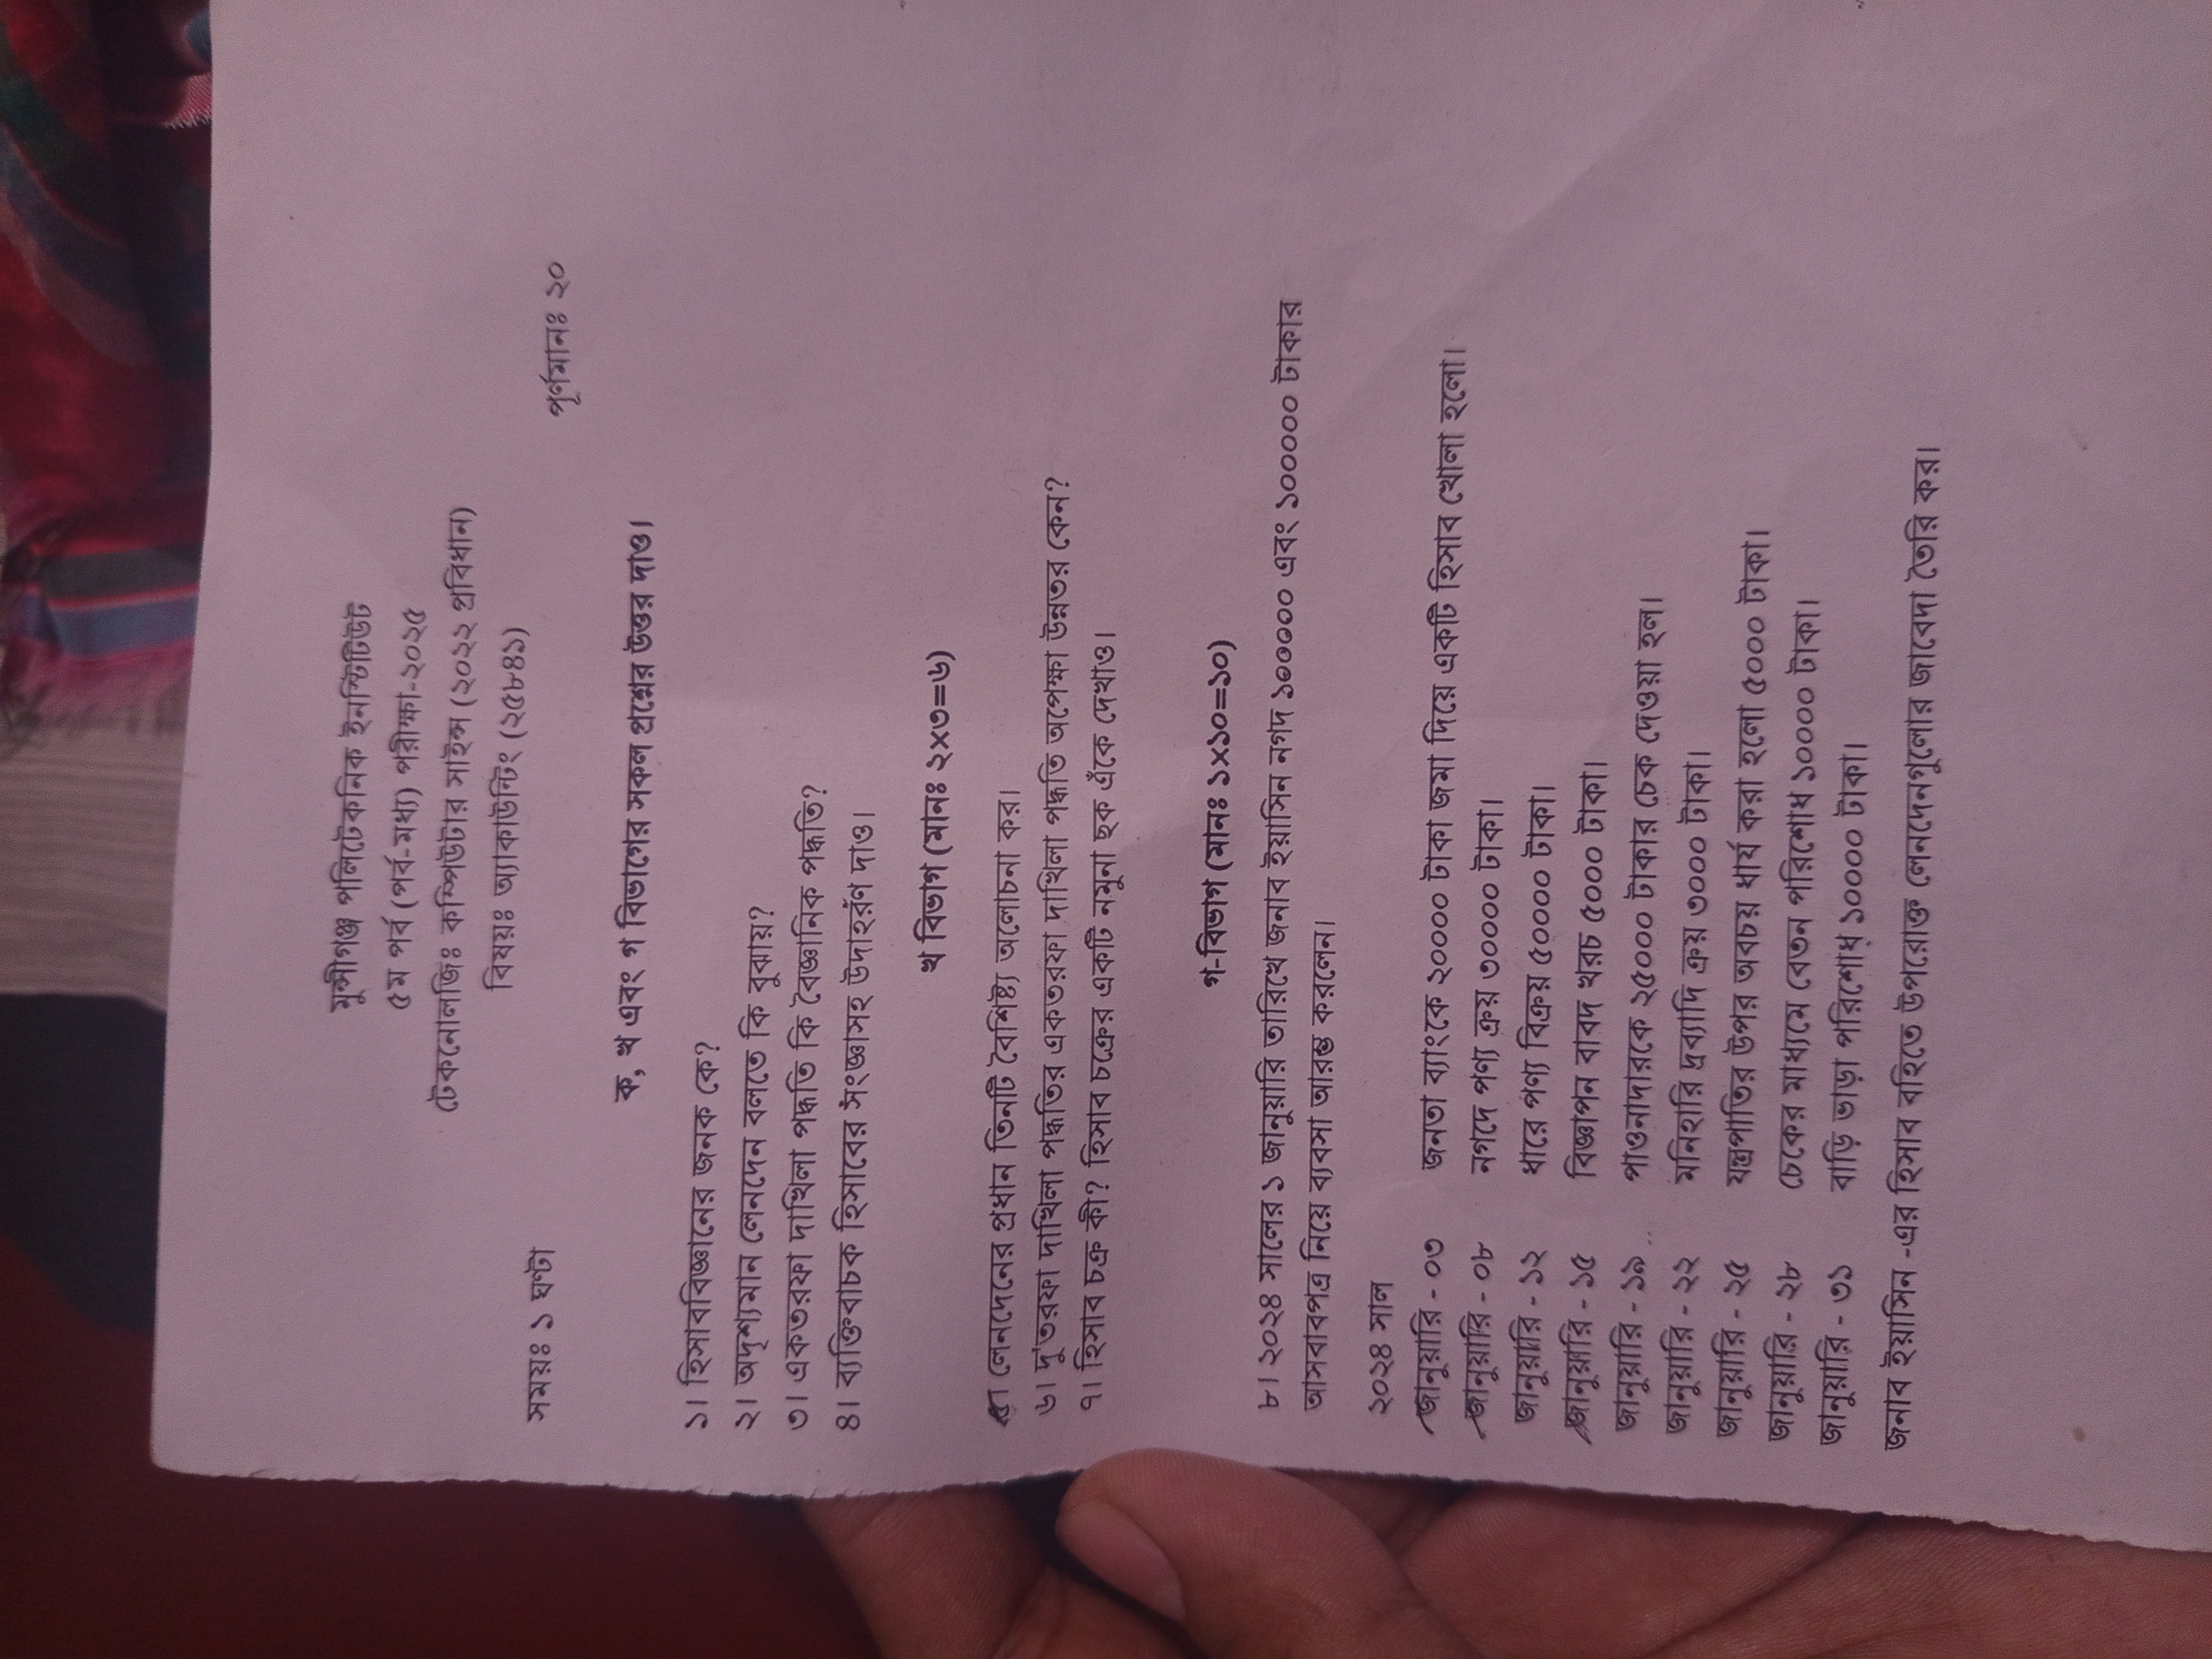 মুন্সীগঞ্জ পলিটেকনিক ইনস্টিটিউট
৫ম পর্ব (পর্ব-মধ্য) পরীক্ষা-২০২৫
টেকনোলজিঃ কম্পিউটার সাইন্স (২০২২ প্রবিধান)
বিষয়ঃ অ্যাকাউন্টিং (২৫৮৪১)
সময়ঃ ১ ঘণ্টা
পূর্ণমানঃ ২০
ক, খ এবং গ বিভাগের সকল প্রশ্নের উত্তর দাও।
১। হিসাববিজ্ঞানের জনক কে?
২। অদৃশ্যমান লেনদেন বলতে কি বুঝায়?
৩। একতরফা দাখিলা পদ্ধতি কি বৈজ্ঞানিক পদ্ধতি?
৪। ব্যক্তিবাচক হিসাবের সংজ্ঞাসহ উদাহরণ দাও।
খ বিভাগ (মানঃ ২×৩=৬)
৫। লেনদেনের প্রধান তিনটি বৈশিষ্ট্য অলোচনা কর।
৬। দু'তরফা দাখিলা পদ্ধতির একতরফা দাখিলা পদ্ধতি অপেক্ষা উন্নতর কেন?
৭। হিসাব চক্র কী? হিসাব চক্রের একটি নমুনা ছক এঁকে দেখাও।
গ-বিভাগ (মানঃ ১×১০=১০)
৮। ২০২৪ সালের ১ জানুয়ারি তারিখে জনাব ইয়াসিন নগদ ১০০০০০ এবং ১০০০০০ টাকার
আসবাবপত্র নিয়ে ব্যবসা আরম্ভ করলেন।
২০২৪ সাল
জানুয়ারি - ০৩ জনতা ব্যাংকে ২০০০০ টাকা জমা দিয়ে একটি হিসাব খোলা হলো।
জানুয়ারি - ০৮ নগদে পণ্য ক্রয় ৩০০০০ টাকা।
জানুয়ারি - ১২ ধারে পণ্য বিক্রয় ৫০০০০ টাকা।
জানুয়ারি - ১৫ বিজ্ঞাপন বাবদ খরচ ৫০০০ টাকা।
জানুয়ারি - ১৯ পাওনাদারকে ২৫০০০ টাকার চেক দেওয়া হল।
জানুয়ারি - ২২ মনিহারি দ্রব্যাদি ক্রয় ৩০০০ টাকা।
জানুয়ারি - ২৫ যন্ত্রপাতির উপর অবচয় ধার্য করা হলো ৫০০০ টাকা।
জানুয়ারি - ২৮ চেকের মাধ্যমে বেতন পরিশোধ ১০০০০ টাকা।
জানুয়ারি - ৩১ বাড়ি ভাড়া পরিশোধ ১০০০০ টাকা।
জনাব ইয়াসিন -এর হিসাব বহিতে উপরোক্ত লেনদেনগুলোর জাবেদা তৈরি কর।